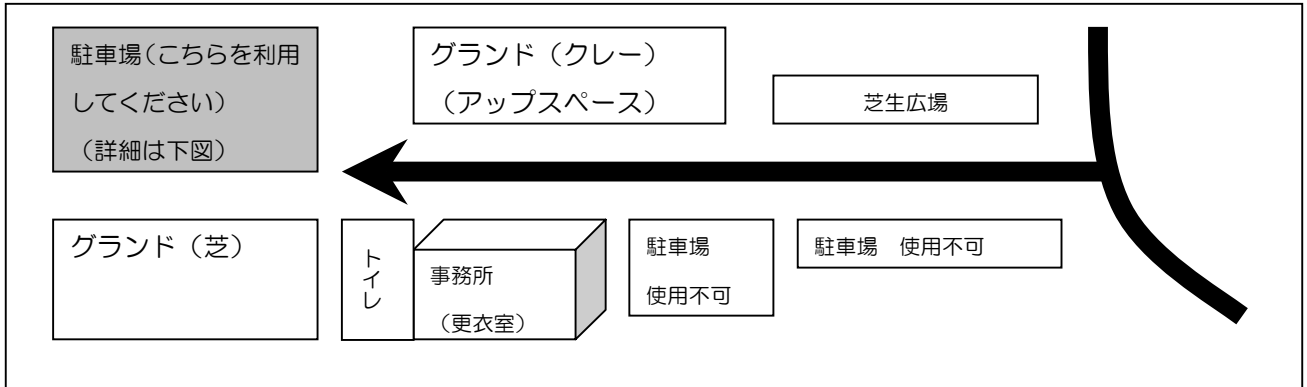 駐車場（こちらを利用
してください）
（詳細は下図）
グランド（クレー）
（アップスペース）
芝生広場
グランド（芝）
トイレ
事務所
（更衣室）
駐車場
使用不可
駐車場　使用不可